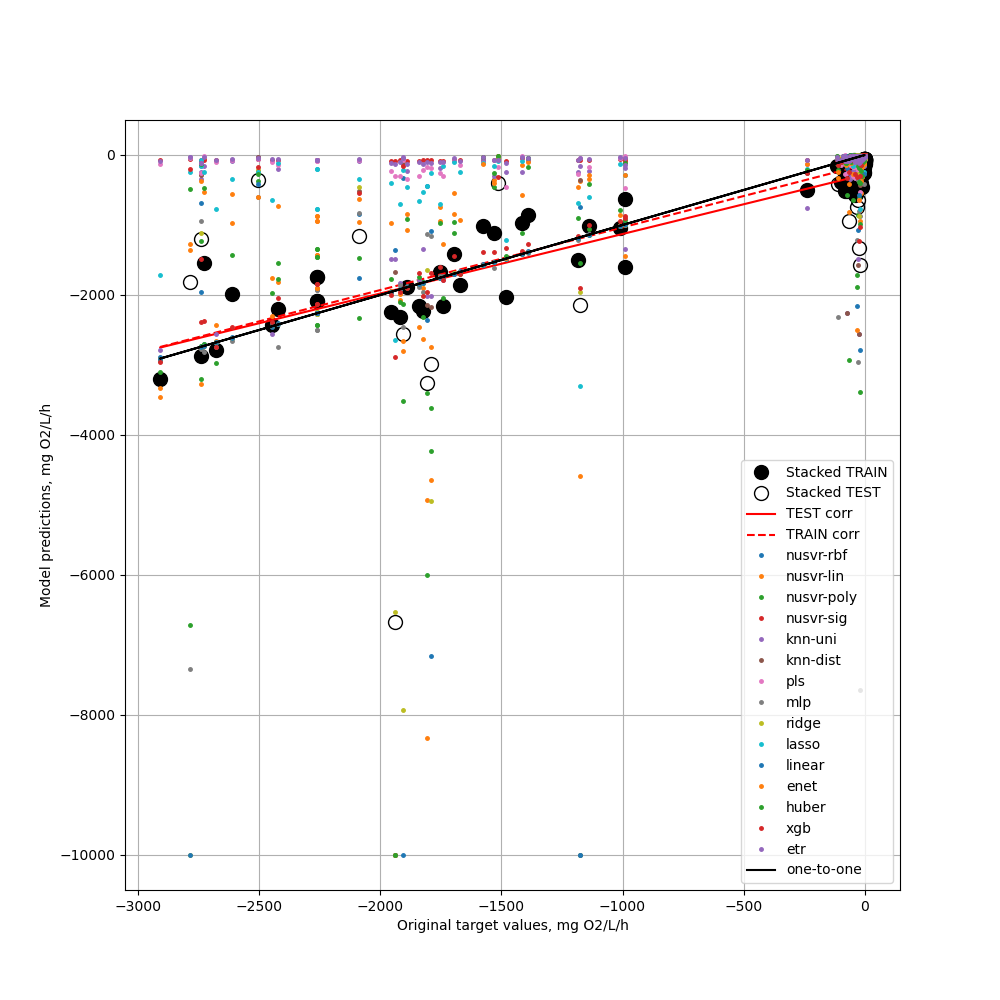 0
−2000
−4000
−6000
−8000
−10000
Model predictions, mg O2/L/h
−3000
−2500
−2000
−1500
−1000
−500
0
Original target values, mg O2/L/h
Stacked TRAIN
Stacked TEST
TEST corr
TRAIN corr
nusvr-rbf
nusvr-lin
nusvr-poly
nusvr-sig
knn-uni
knn-dist
pls
mlp
ridge
lasso
linear
enet
huber
xgb
etr
one-to-one